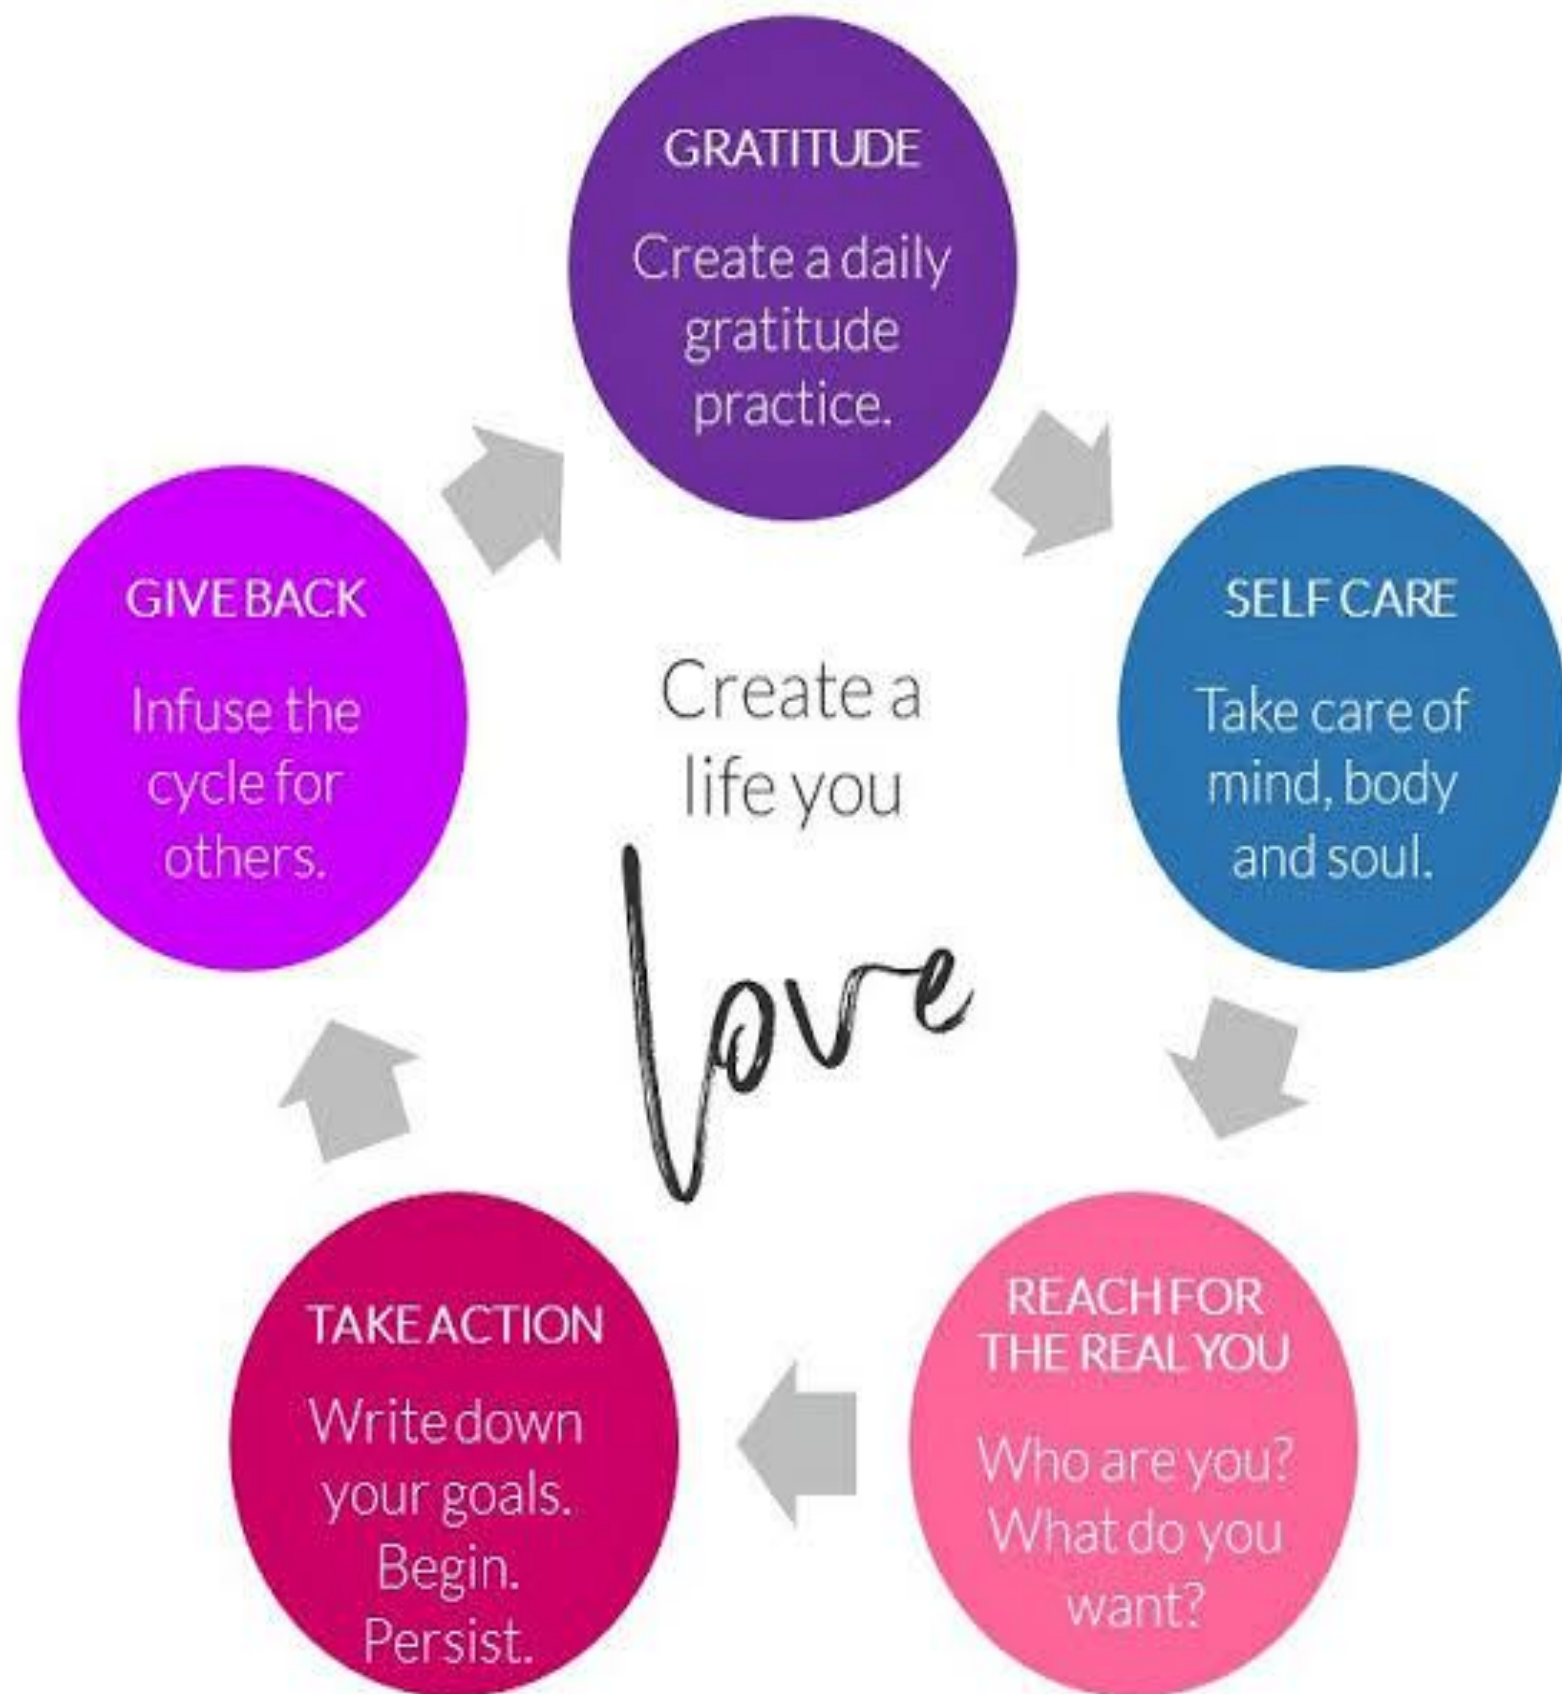 GRATITUDE
Create a daily
gratitude
practice.
SELF CARE
Take care of
mind, body
and soul.
REACH FOR
THE REAL YOU
Who are you?
What do you
want?
TAKE ACTION
Write down
your goals.
Begin.
Persist.
GIVE BACK
Infuse the
cycle for
others.
Create a
life you
love